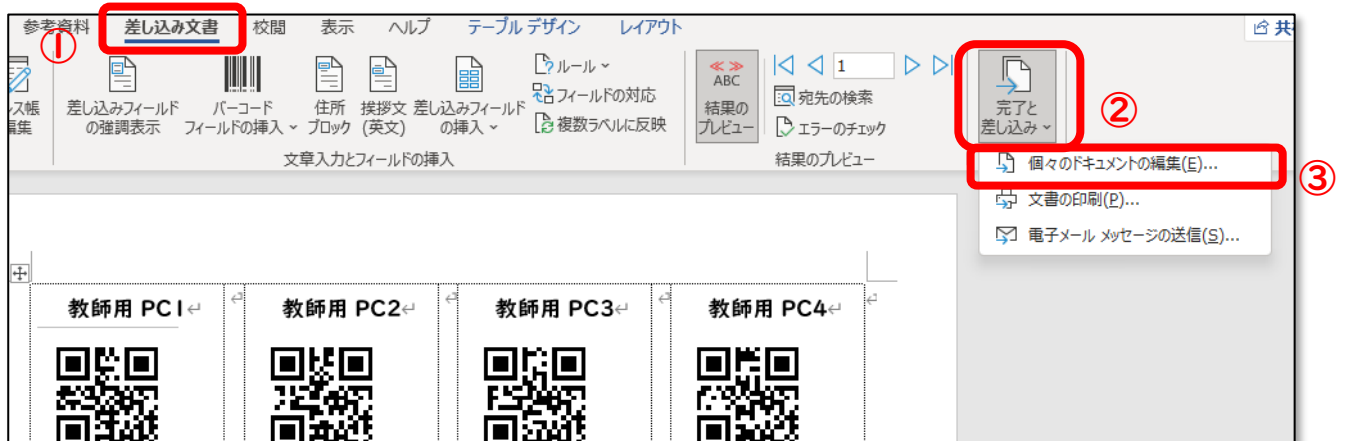 参考資料 差し込み文書 校閲 表示 ヘルプ テーブル デザイン レイアウト
①
差し込みフィールドの強調表示
バーコード フィールドの挿入
住所ブロック
挨拶文(英文)
差し込みフィールドの挿入
ルール
フィールドの対応
複数ラベルに反映
文章入力とフィールドの挿入
ABC
結果のプレビュー
1
宛先の検索
エラーのチェック
結果のプレビュー
完了と差し込み
②
個々のドキュメントの編集(E)...
③
文書の印刷(P)...
電子メール メッセージの送信(S)...
教師用 PC1 教師用 PC2 教師用 PC3 教師用 PC4